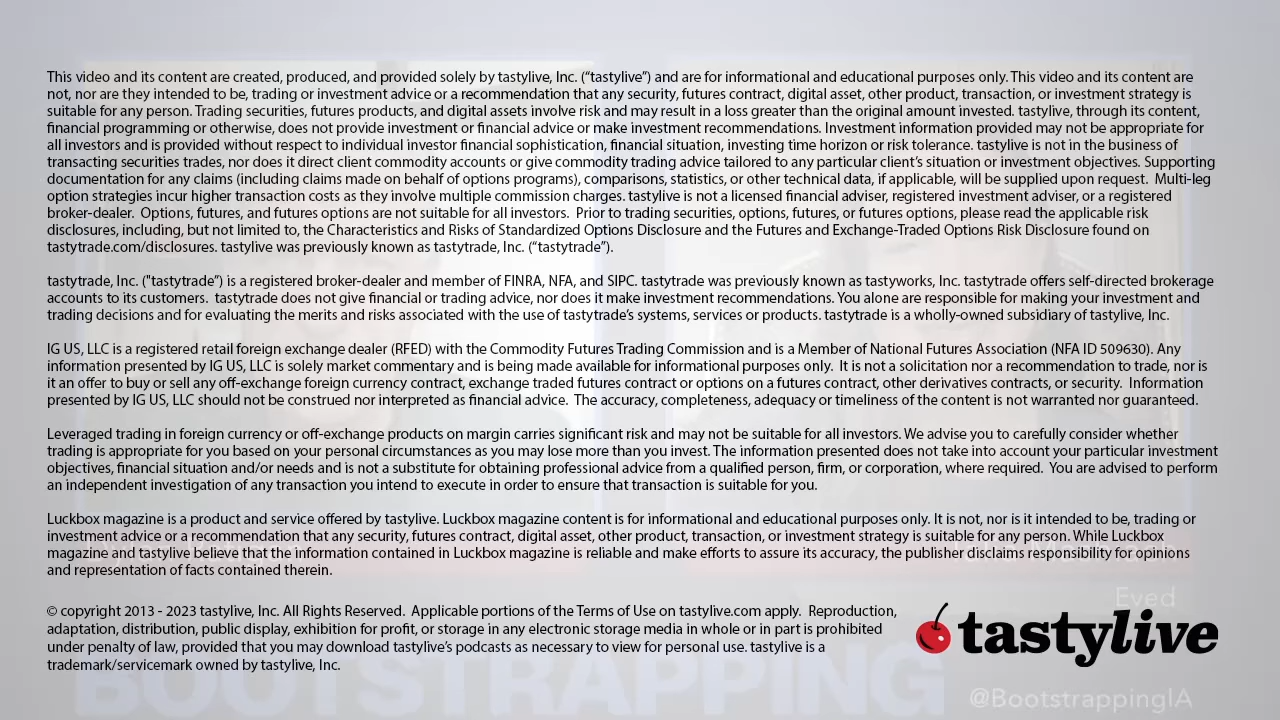 This video and its content are created, produced, and provided solely by tastylive, Inc. (“tastylive”) and are for informational and educational purposes only. This video and its content are
not, nor are they intended to be, trading or investment advice or a recommendation that any security, futures contract, digital asset, other product, transaction, or investment strategy is
suitable for any person. Trading securities, futures products, and digital assets involve risk and may result in a loss greater than the original amount invested. tastylive, through its content,
financial programming or otherwise, does not provide investment or financial advice or make investment recommendations. Investment information provided may not be appropriate for
all investors and is provided without respect to individual investor financial sophistication, financial situation, investing time horizon or risk tolerance. tastylive is not in the business of
transacting securities trades, nor does it direct client commodity accounts or give commodity trading advice tailored to any particular client’s situation or investment objectives. Supporting
documentation for any claims (including claims made on behalf of options programs), comparisons, statistics, or other technical data, if applicable, will be supplied upon request. Multi-leg
option strategies incur higher transaction costs as they involve multiple commission charges. tastylive is not a licensed financial adviser, registered investment adviser, or a registered
broker-dealer. Options, futures, and futures options are not suitable for all investors. Prior to trading securities, options, futures, or futures options, please read the applicable risk
disclosures, including, but not limited to, the Characteristics and Risks of Standardized Options Disclosure and the Futures and Exchange-Traded Options Risk Disclosure found on
tastytrade.com/disclosures. tastylive was previously known as tastytrade, Inc. (“tastytrade”).
tastytrade, Inc. ("tastytrade”) is a registered broker-dealer and member of FINRA, NFA, and SIPC. tastytrade was previously known as tastyworks, Inc. tastytrade offers self-directed brokerage
accounts to its customers. tastytrade does not give financial or trading advice, nor does it make investment recommendations. You alone are responsible for making your investment and
trading decisions and for evaluating the merits and risks associated with the use of tastytrade’s systems, services or products. tastytrade is a wholly-owned subsidiary of tastylive, Inc.
IG US, LLC is a registered retail foreign exchange dealer (RFED) with the Commodity Futures Trading Commission and is a Member of National Futures Association (NFA ID 509630). Any
information presented by IG US, LLC is solely market commentary and is being made available for informational purposes only. It is not a solicitation nor a recommendation to trade, nor is
it an offer to buy or sell any off-exchange foreign currency contract, exchange traded futures contract or options on a futures contract, other derivatives contracts, or security. Information
presented by IG US, LLC should not be construed nor interpreted as financial advice. The accuracy, completeness, adequacy or timeliness of the content is not warranted nor guaranteed.
Leveraged trading in foreign currency or off-exchange products on margin carries significant risk and may not be suitable for all investors. We advise you to carefully consider whether
trading is appropriate for you based on your personal circumstances as you may lose more than you invest. The information presented does not take into account your particular investment
objectives, financial situation and/or needs and is not a substitute for obtaining professional advice from a qualified person, firm, or corporation, where required. You are advised to perform
an independent investigation of any transaction you intend to execute in order to ensure that transaction is suitable for you.
Luckbox magazine is a product and service offered by tastylive. Luckbox magazine content is for informational and educational purposes only. It is not, nor is it intended to be, trading or
investment advice or a recommendation that any security, futures contract, digital asset, other product, transaction, or investment strategy is suitable for any person. While Luckbox
magazine and tastylive believe that the information contained in Luckbox magazine is reliable and make efforts to assure its accuracy, the publisher disclaims responsibility for opinions
and representation of facts contained therein.
Eyed
© copyright 2013 - 2023 tastylive, Inc. All Rights Reserved. Applicable portions of the Terms of Use on tastylive.com apply. Reproduction,
adaptation, distribution, public display, exhibition for profit, or storage in any electronic storage media in whole or in part is prohibited
under penalty of law, provided that you may download tastylive’s podcasts as necessary to view for personal use. tastylive is a
trademark/servicemark owned by tastylive, Inc.
tastylive
BOOTSTRAPPING
@BootstrappingIA